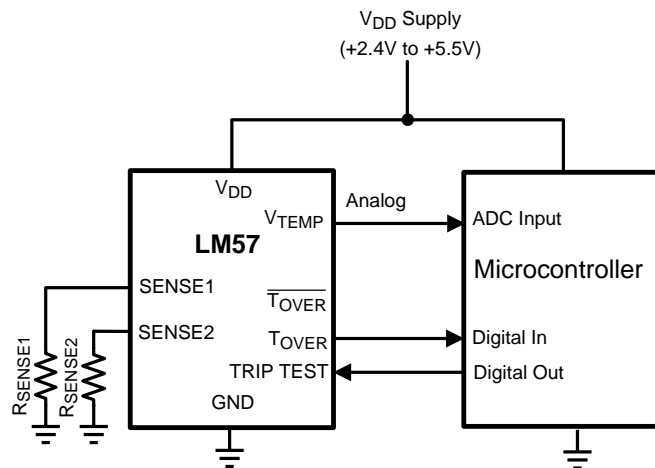 VDD Supply
(+2.4V to +5.5V)
VDD
VTEMP
Analog
ADC Input
LM57
Microcontroller
SENSE1
TOVER
SENSE2
TOVER
Digital In
TRIP TEST
Digital Out
GND
RSENSE1
RSENSE2